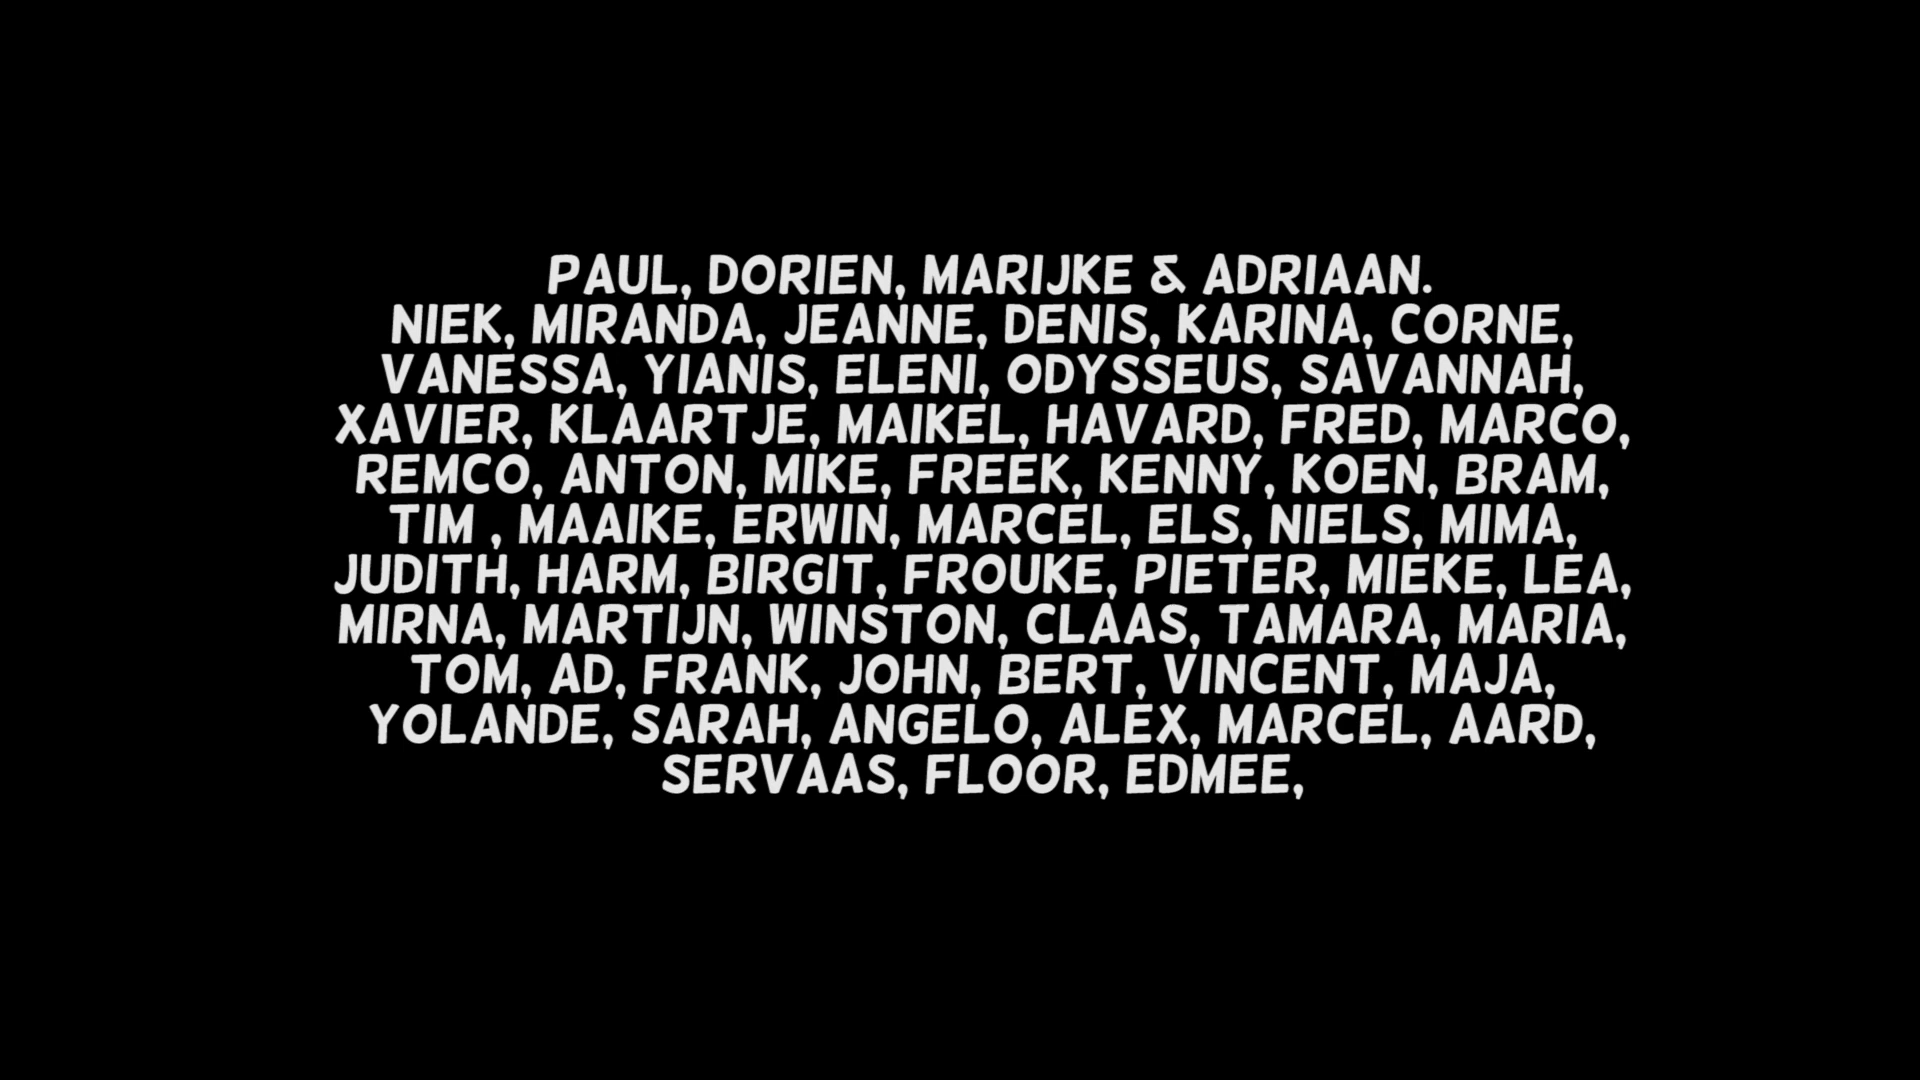 PAUL, DORIEN, MARIJKE & ADRIAAN.
NIEK, MIRANDA, JEANNE, DENIS, KARINA, CORNE,
VANESSA, YIANIS, ELENI, ODYSSEUS, SAVANNAH,
XAVIER, KLAARTJE, MAIKEL, HAVARD, FRED, MARCO,
REMCO, ANTON, MIKE, FREEK, KENNY, KOEN, BRAM,
TIM , MAAIKE, ERWIN, MARCEL, ELS, NIELS, MIMA,
JUDITH, HARM, BIRGIT, FROUKE, PIETER, MIEKE, LEA,
MIRNA, MARTIJN, WINSTON, CLAAS, TAMARA, MARIA,
TOM, AD, FRANK, JOHN, BERT, VINCENT, MAJA,
YOLANDE, SARAH, ANGELO, ALEX, MARCEL, AARD,
SERVAAS, FLOOR, EDMEE,